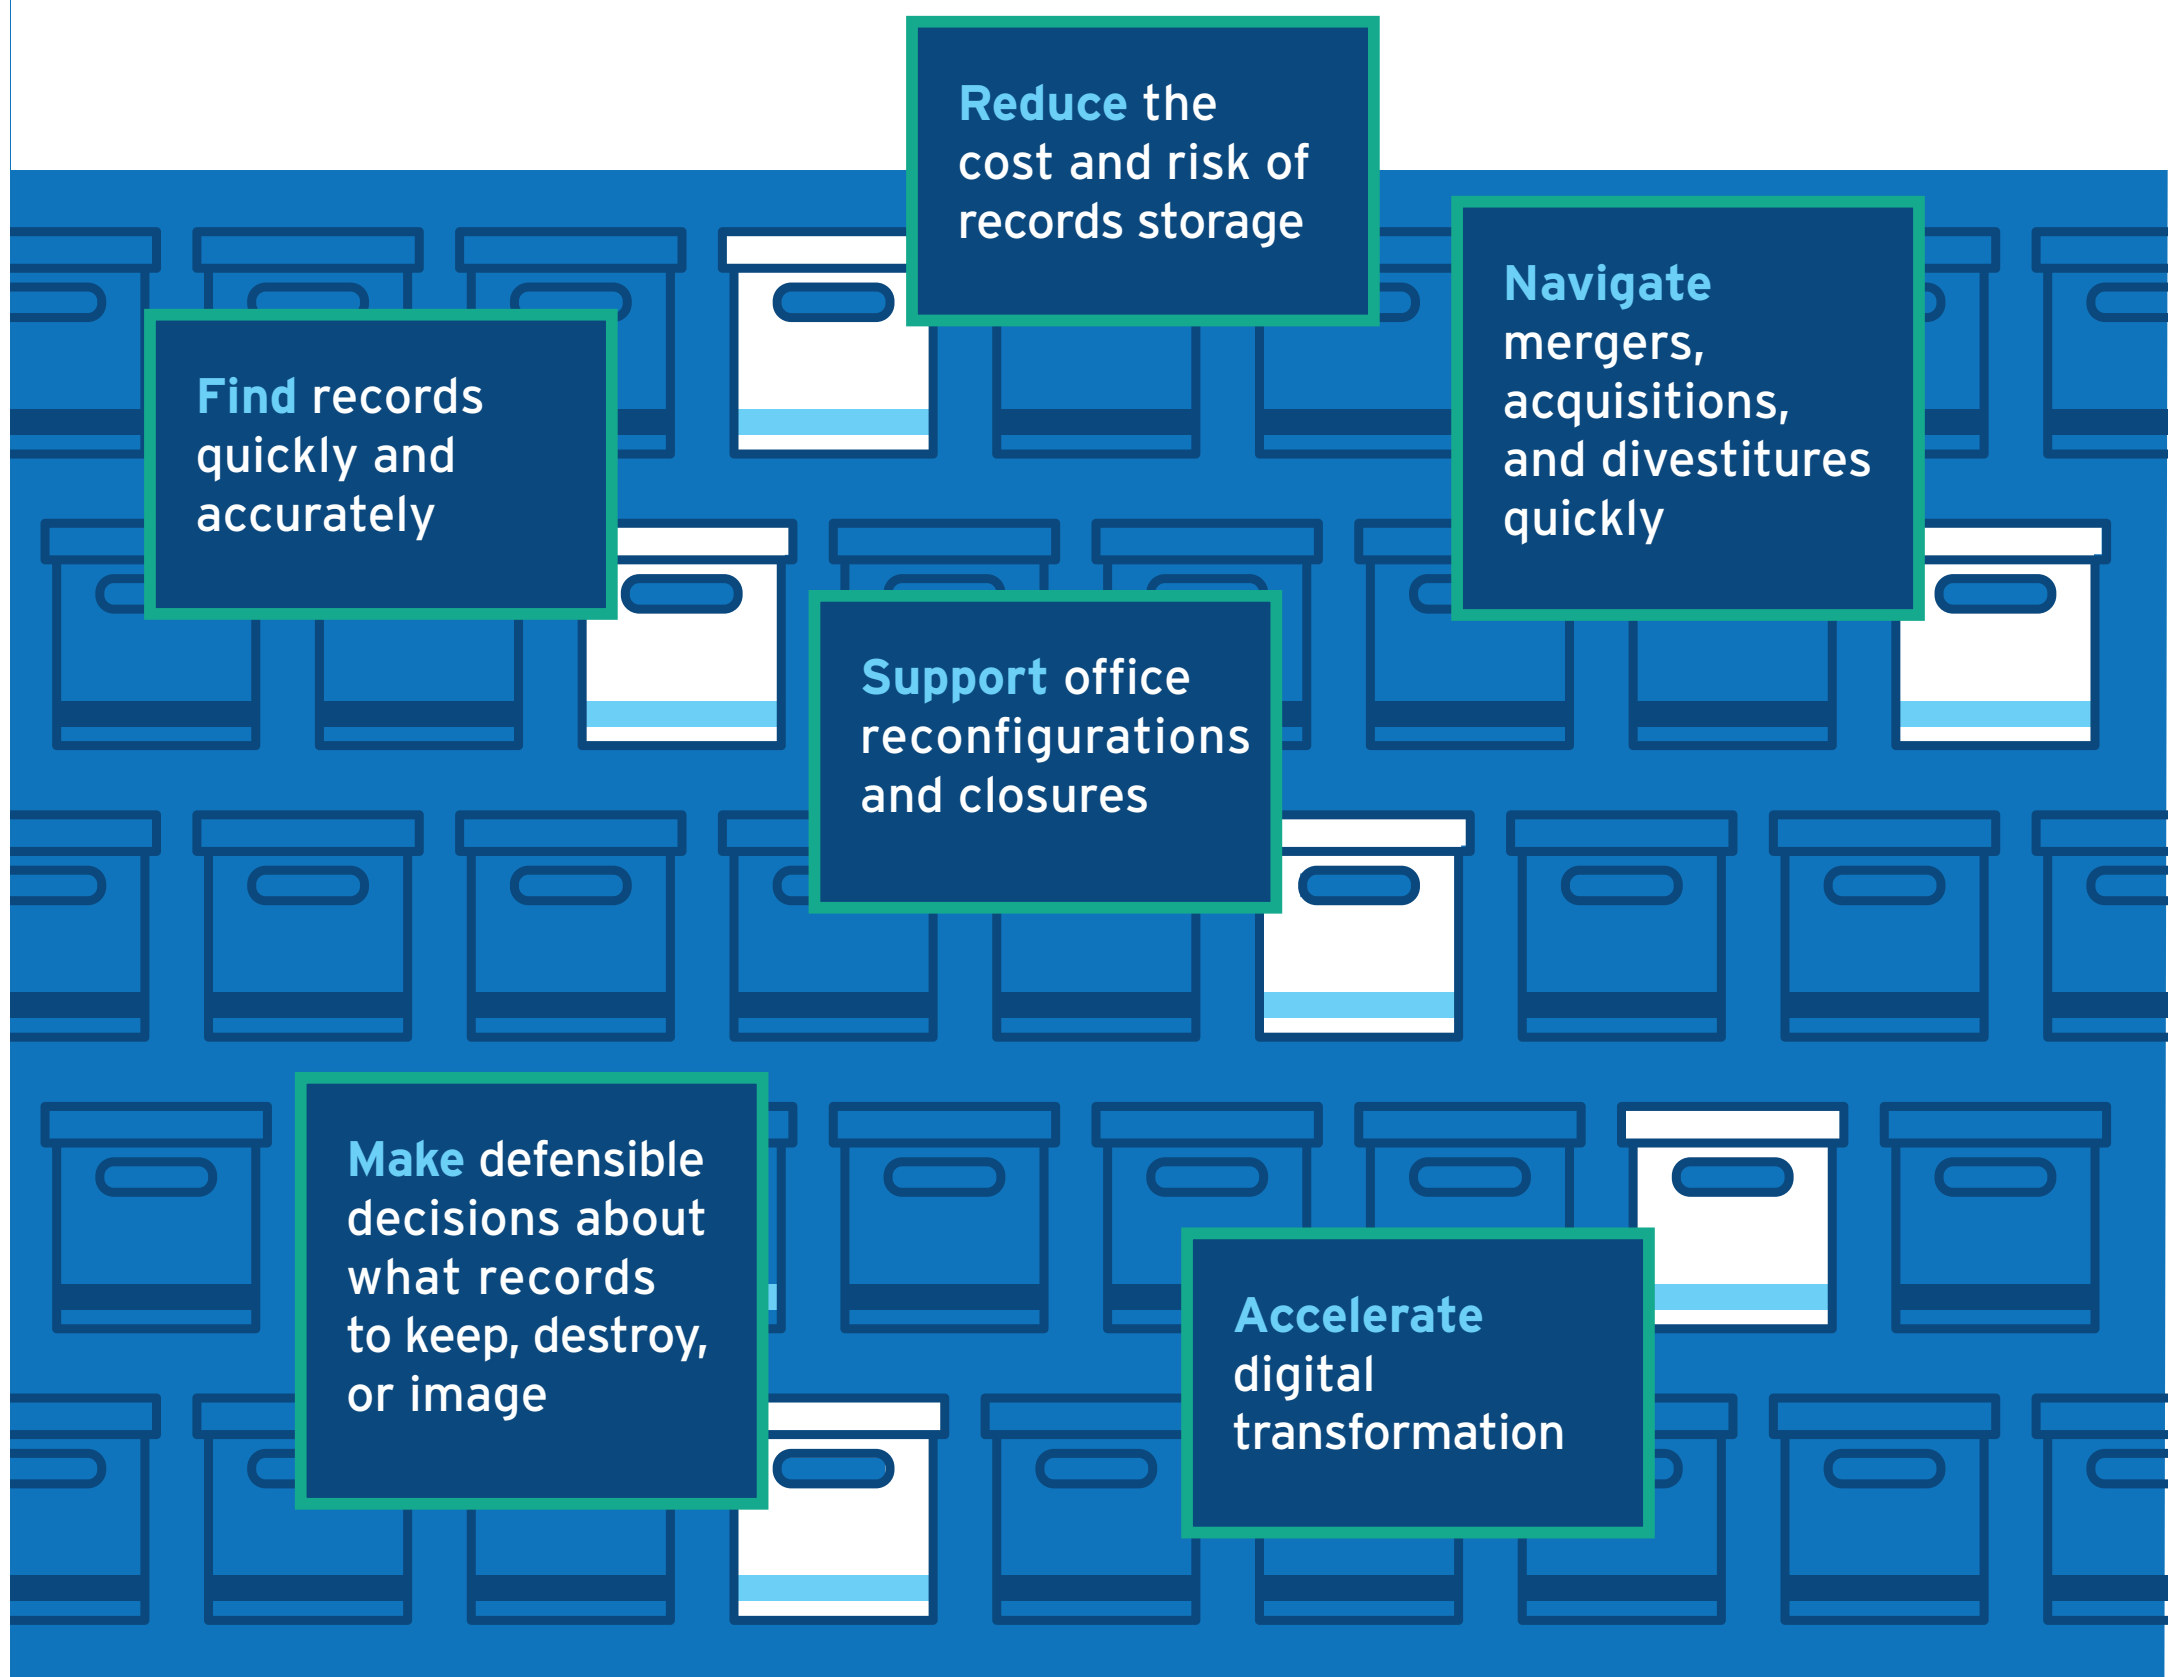 Reduce the
cost and risk of
records storage
Navigate
mergers,
acquisitions,
and divestitures
quickly
Find records
quickly and
accurately
Support office
reconfigurations
and closures
Make defensible
decisions about
what records
to keep, destroy,
or image
Accelerate
digital
transformation